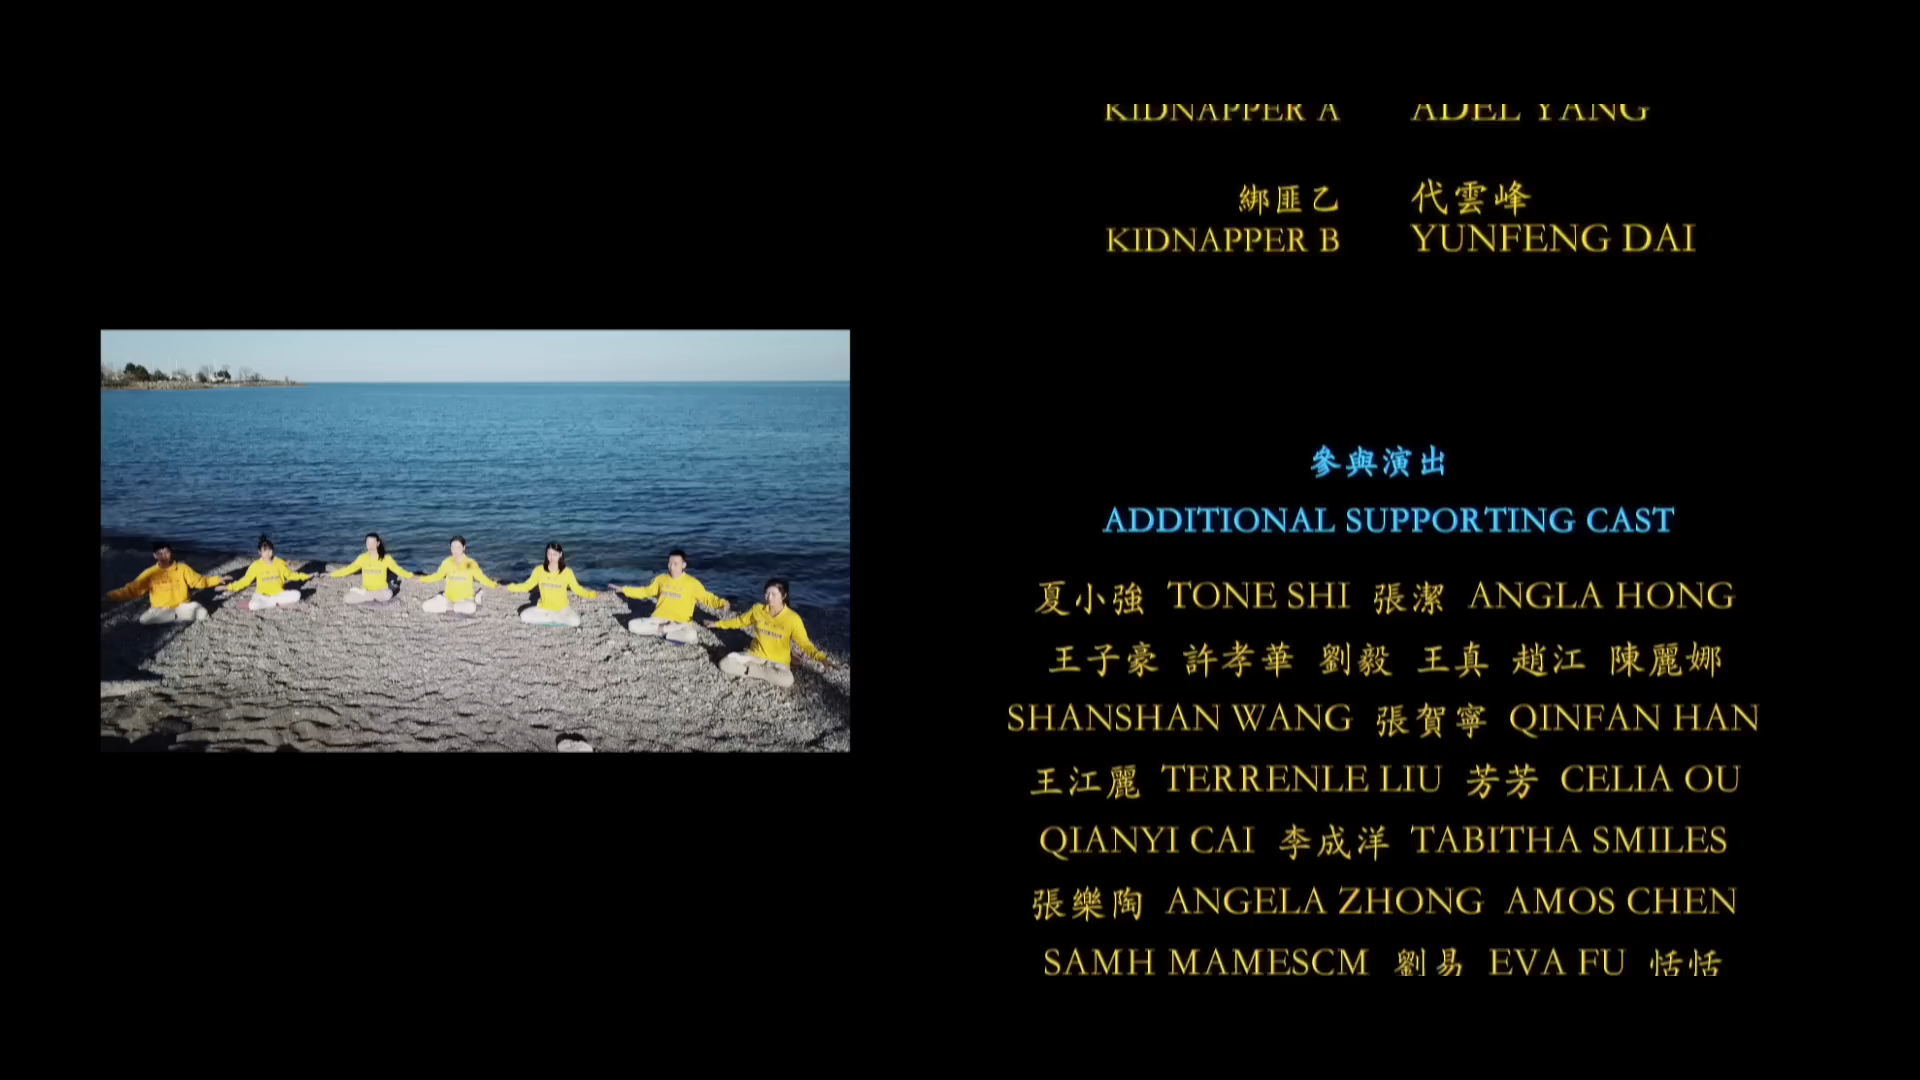 KIDNAPPER A ADEL YANG
綁匪乙 代雲峰
KIDNAPPER B YUNFENG DAI
參與演出
ADDITIONAL SUPPORTING CAST
夏小強 TONE SHI 張潔 ANGLA HONG
王子豪 許孝華 劉毅 王真 趙江 陳麗娜
SHANSHAN WANG 張賀寧 QINFAN HAN
王江麗 TERRENLE LIU 芳芳 CELIA OU
QIANYI CAI 李成洋 TABITHA SMILES
張樂陶 ANGELA ZHONG AMOS CHEN
SAMH MAMESCM 劉易 EVA FU 恬恬